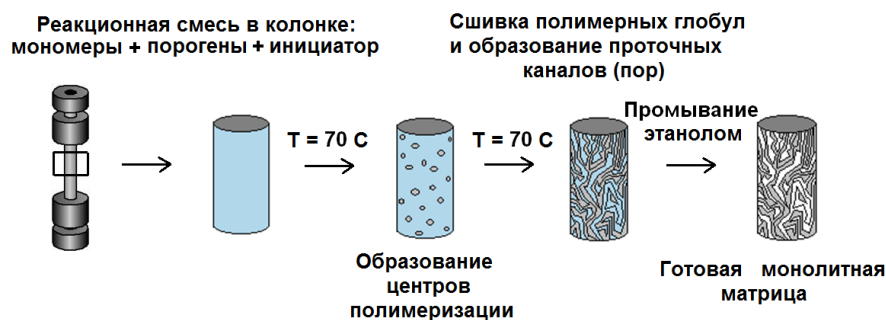 Реакционная смесь в колонке:
мономеры + порогены + инициатор
Сшивка полимерных глобул
и образование проточных
каналов (пор)
T = 70 C
T = 70 C
Промывание
этанолом
Образование
центров
полимеризации
Готовая монолитная
матрица